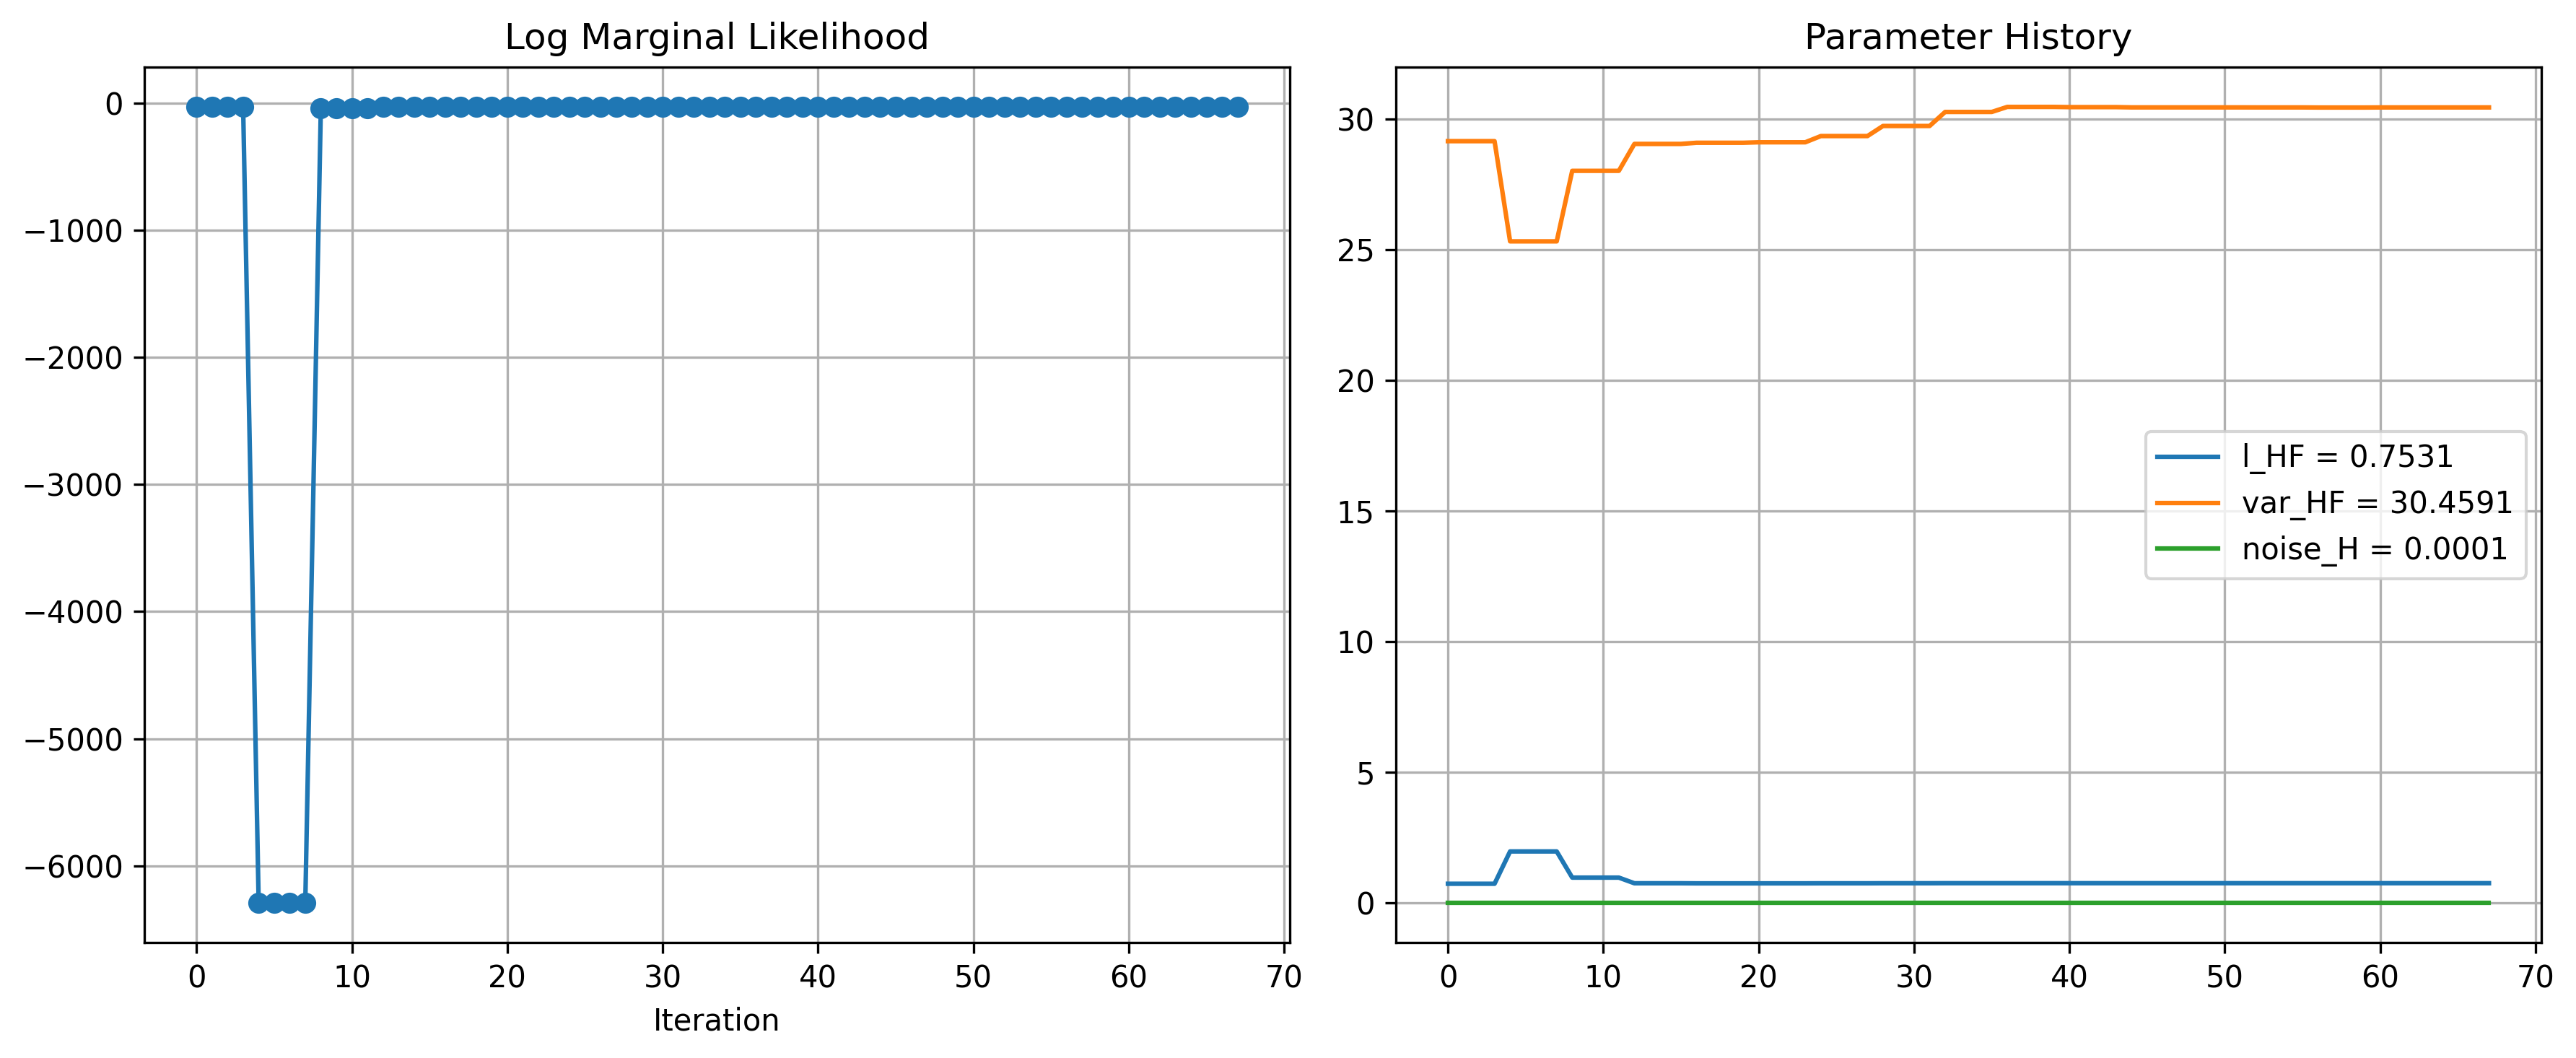 Log Marginal Likelihood
0
−1000
−2000
−3000
−4000
−5000
−6000
0 10 20 30 40 50 60 70
Iteration
Parameter History
30
25
20
15
10
5
0
l_HF = 0.7531
var_HF = 30.4591
noise_H = 0.0001
0 10 20 30 40 50 60 70